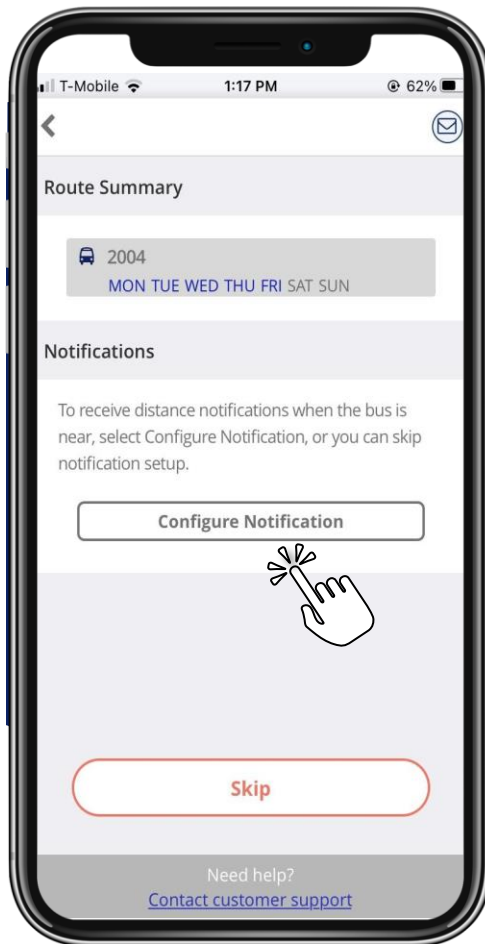 T-Mobile 1:17 PM 62%
Route Summary
2004
MON TUE WED THU FRI SAT SUN
Notifications
To receive distance notifications when the bus is
near, select Configure Notification, or you can skip
notification setup.
Configure Notification
Skip
Need help?
Contact customer support